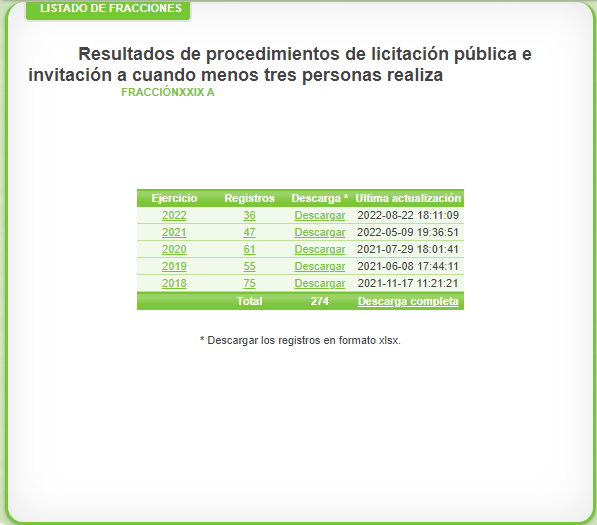 LISTADO DE FRACCIONES
Resultados de procedimientos de licitación pública e
invitación a cuando menos tres personas realiza
FRACCIÓNXXIX A
Ejercicio Registros Descarga * Ultima actualización
2022 36 Descargar 2022-08-22 18:11:09
2021 47 Descargar 2022-05-09 19:36:51
2020 61 Descargar 2021-07-29 18:01:41
2019 55 Descargar 2021-06-08 17:44:11
2018 75 Descargar 2021-11-17 11:21:21
Total 274 Descarga completa
* Descargar los registros en formato xlsx.